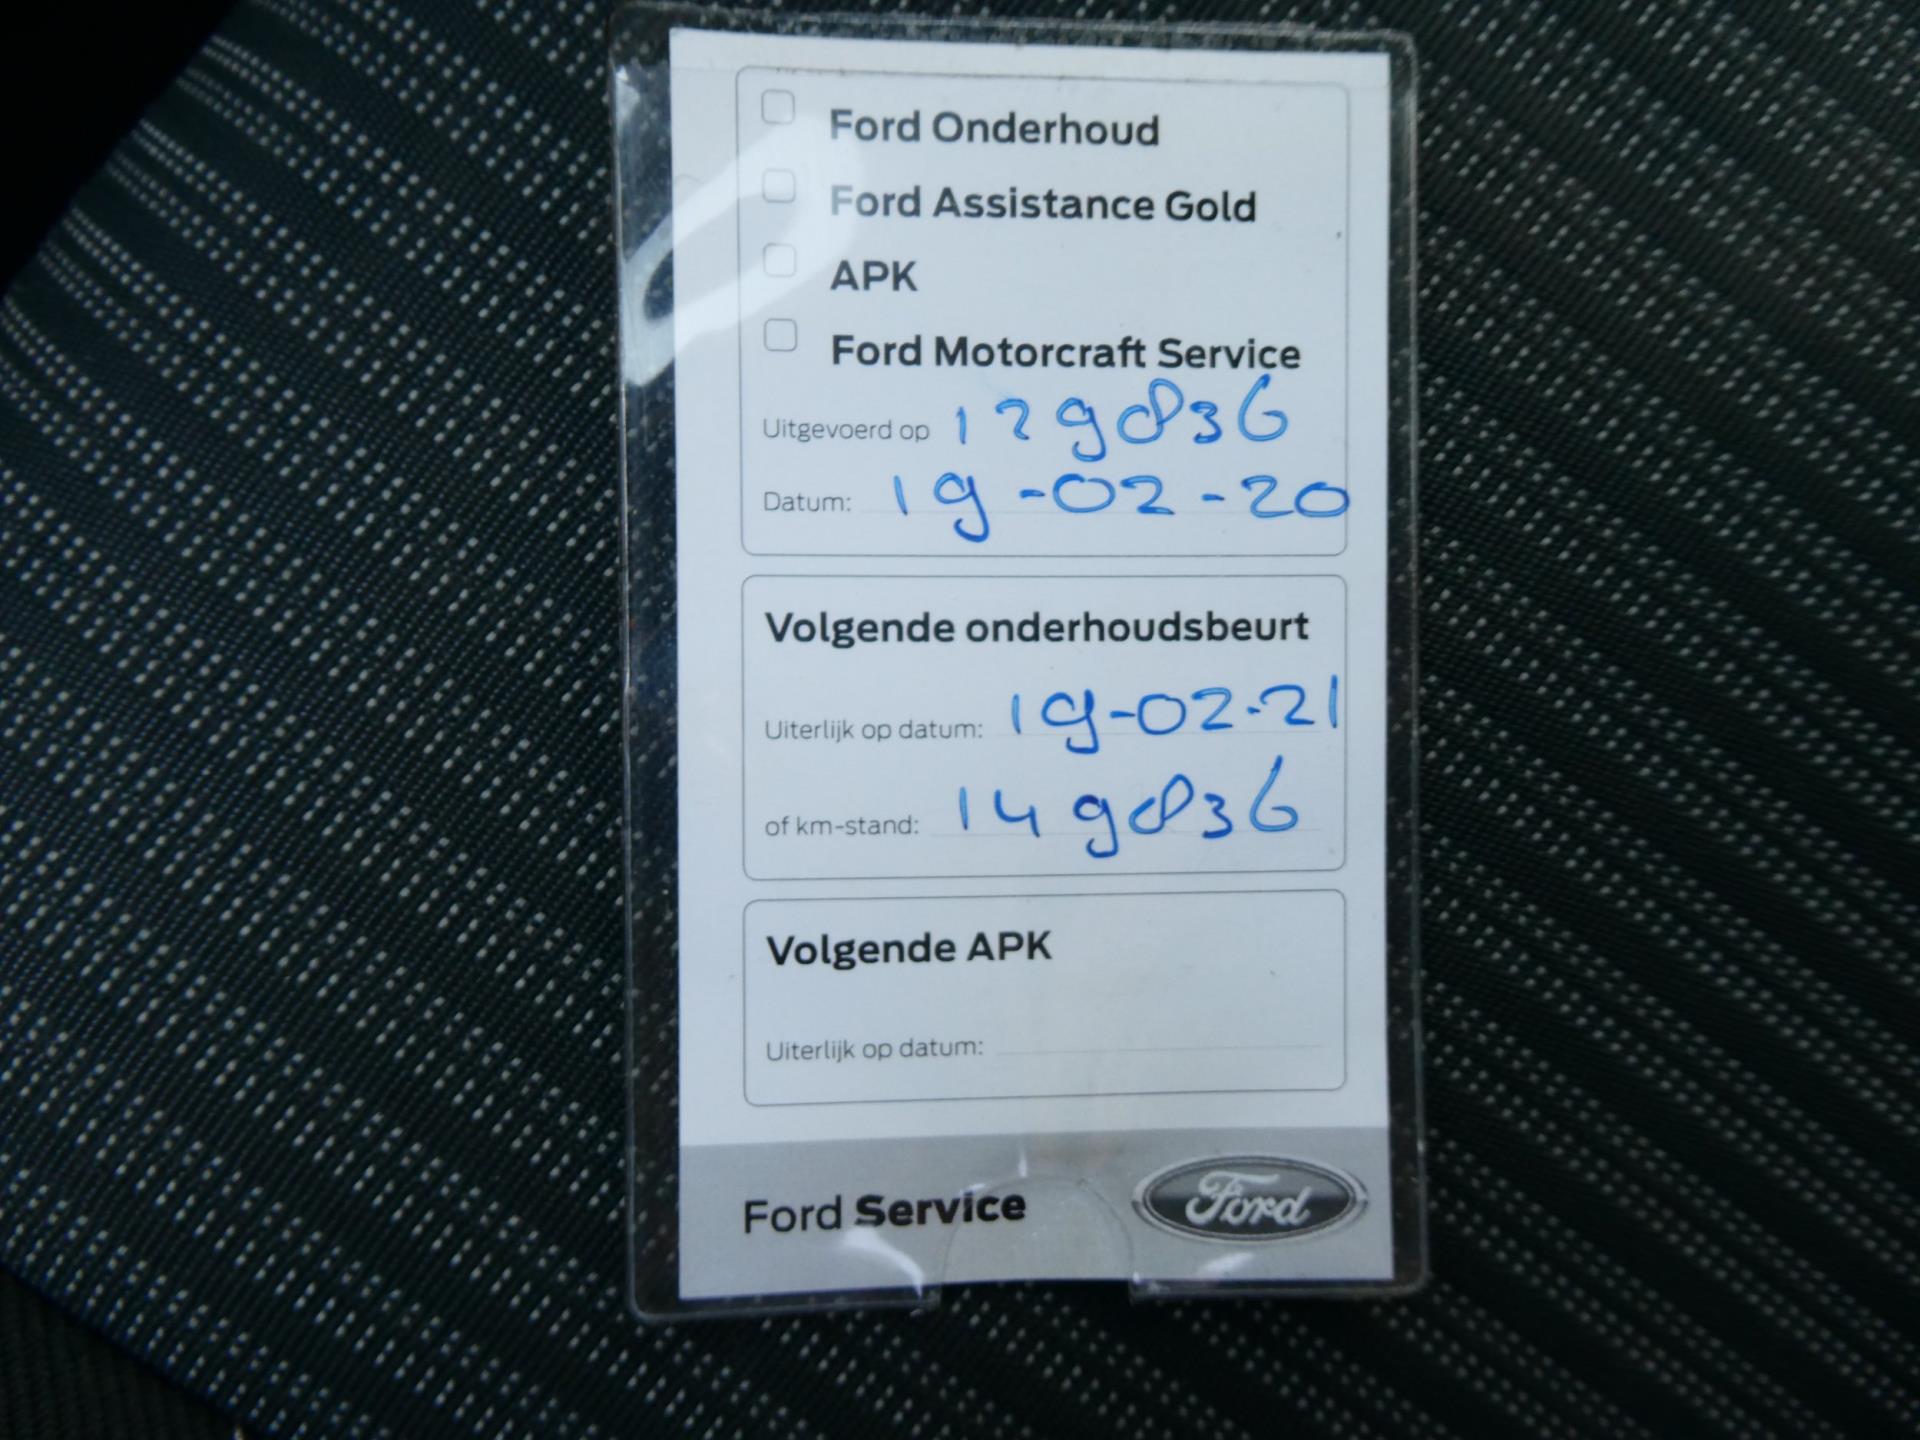 Ford Onderhoud
Ford Assistance Gold
APK
Ford Motorcraft Service
Uitgevoerd op 129836
Datum: 19-02-20
Volgende onderhoudsbeurt
Uiterlijk op datum: 19-02-21
of km-stand: 149836
Volgende APK
Uiterlijk op datum:
Ford Service
Ford